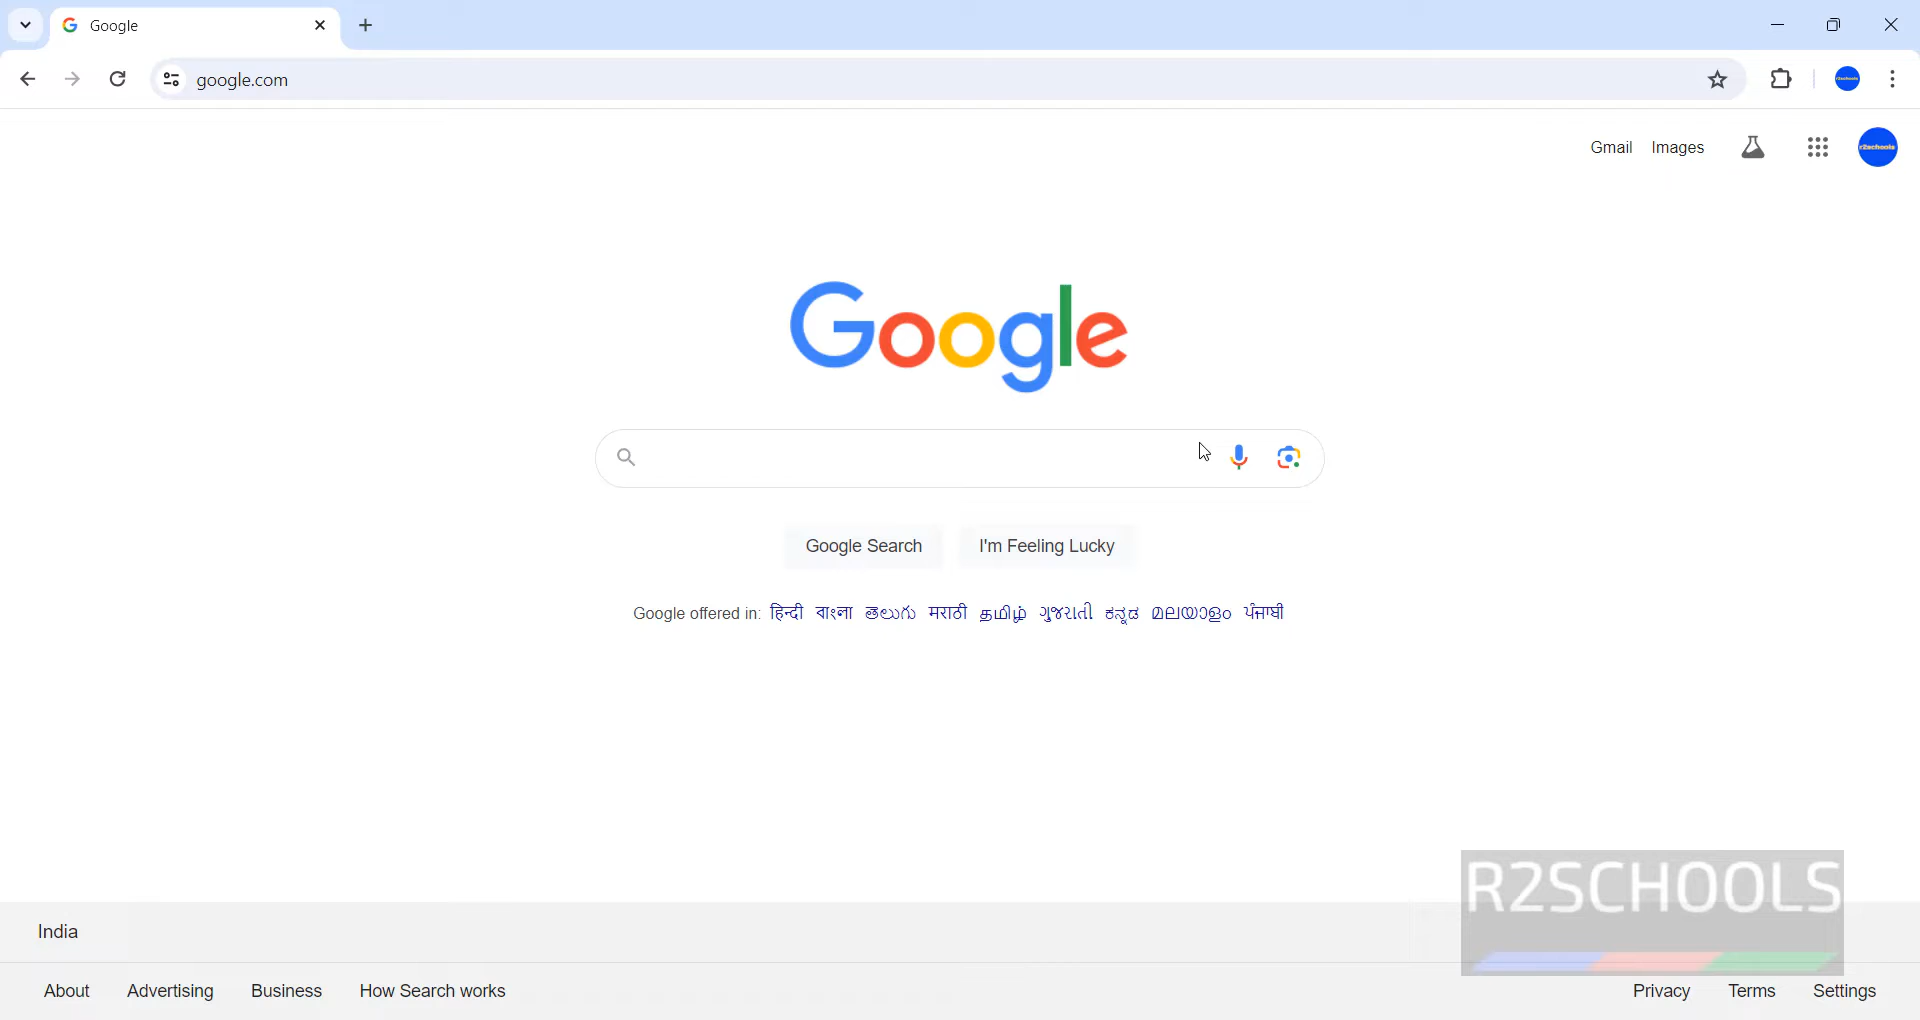 Google
google.com
Gmail Images
r2schools
Google
Google Search I'm Feeling Lucky
Google offered in: हिन्दी বাংলা తెలుగు मराठी தமிழ் ગુજરાતી ಕನ್ನಡ മലയാളം ਪੰਜਾਬੀ
R2SCHOOLS
India
About Advertising Business How Search works Privacy Terms Settings